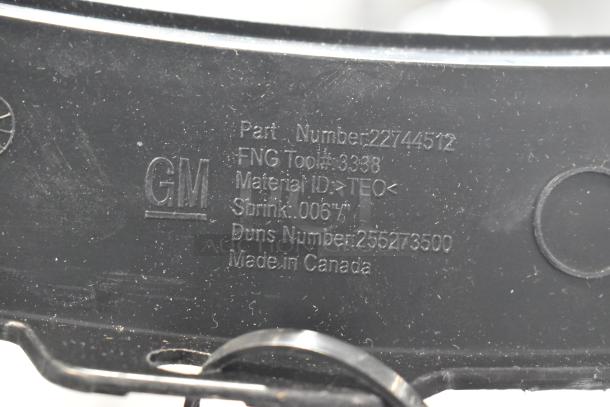 Part Number:22744512
FNG Tool#:3338
GM
Material ID:>TEO<
Shrink:.006"/"
Duns Number:255273500
Made in Canada